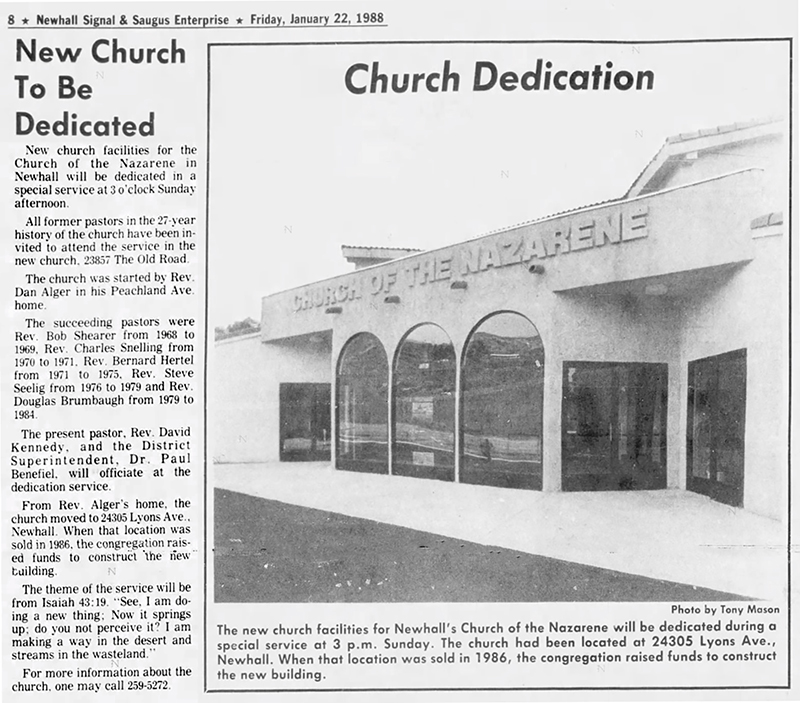 8 ★ Newhall Signal & Saugus Enterprise ★ Friday, January 22, 1988
New Church
To Be
Dedicated
New church facilities for the
Church of the Nazarene in
Newhall will be dedicated in a
special service at 3 o'clock Sunday
afternoon.
All former pastors in the 27-year
history of the church have been in-
vited to attend the service in the
new church, 23857 The Old Road.
The church was started by Rev.
Dan Alger in his Peachland Ave.
home.
The succeeding pastors were
Rev. Bob Shearer from 1968 to
1969, Rev. Charles Snelling from
1970 to 1971, Rev. Bernard Hertel
from 1971 to 1975, Rev. Steve
Seelig from 1976 to 1979 and Rev.
Douglas Brumbaugh from 1979 to
1984.
The present pastor, Rev. David
Kennedy, and the District
Superintendent, Dr. Paul
Benefiel, will officiate at the
dedication service.
From Rev. Alger's home, the
church moved to 24305 Lyons Ave.,
Newhall. When that location was
sold in 1986, the congregation rais-
ed funds to construct the new
building.
The theme of the service will be
from Isaiah 43:19. "See, I am do-
ing a new thing; Now it springs
up; do you not perceive it? I am
making a way in the desert and
streams in the wasteland."
For more information about the
church, one may call 259-5272.
Church Dedication
CHURCH OF THE NAZARENE
Photo by Tony Mason
The new church facilities for Newhall's Church of the Nazarene will be dedicated during a
special service at 3 p.m. Sunday. The church had been located at 24305 Lyons Ave.,
Newhall. When that location was sold in 1986, the congregation raised funds to construct
the new building.